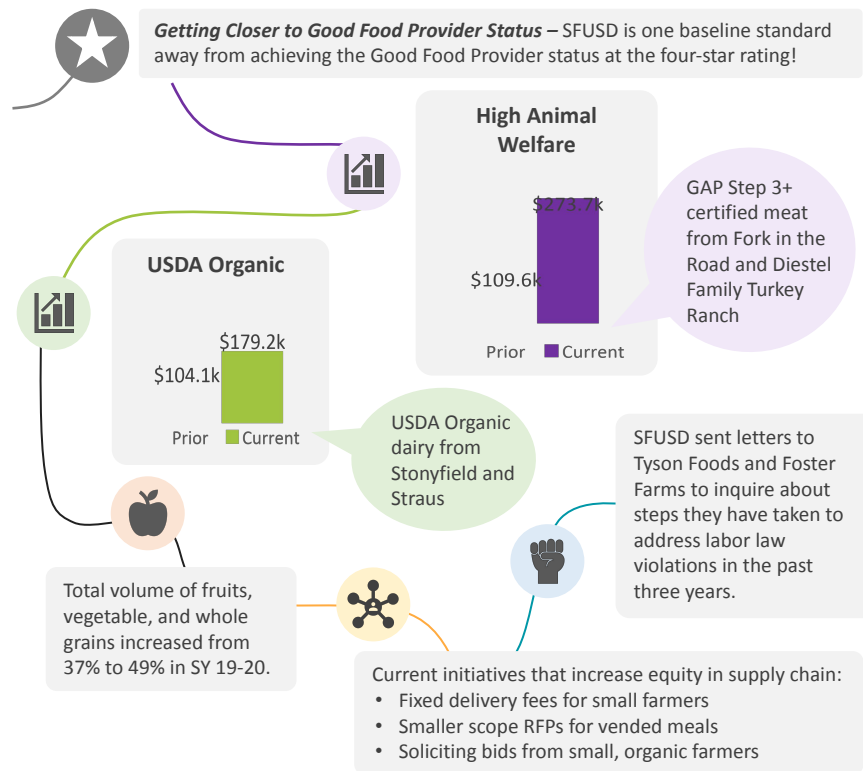 Getting Closer to Good Food Provider Status – SFUSD is one baseline standard
away from achieving the Good Food Provider status at the four-star rating!
High Animal
Welfare
$273.7k
$109.6k
Prior
Current
GAP Step 3+
certified meat
from Fork in the
Road and Diestel
Family Turkey
Ranch
USDA Organic
$179.2k
$104.1k
Prior
Current
USDA Organic
dairy from
Stonyfield and
Straus
SFUSD sent letters to
Tyson Foods and Foster
Farms to inquire about
steps they have taken to
address labor law
violations in the past
three years.
Total volume of fruits,
vegetable, and whole
grains increased from
37% to 49% in SY 19-20.
Current initiatives that increase equity in supply chain:
• Fixed delivery fees for small farmers
• Smaller scope RFPs for vended meals
• Soliciting bids from small, organic farmers